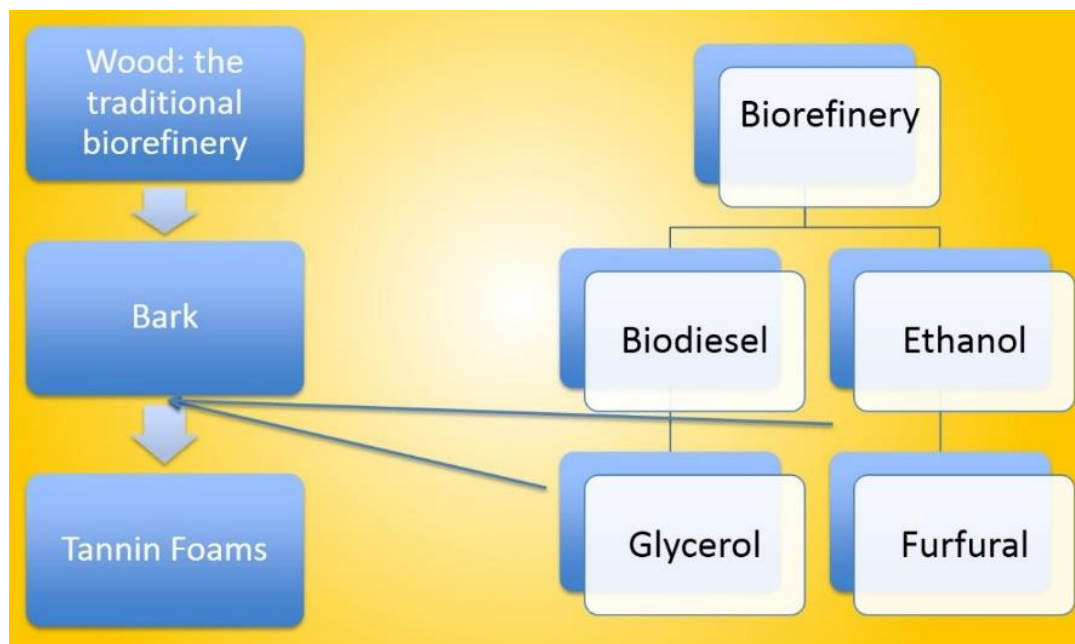 Wood: the
traditional
biorefinery
Bark
Tannin Foams
Biorefinery
Biodiesel
Ethanol
Glycerol
Furfural